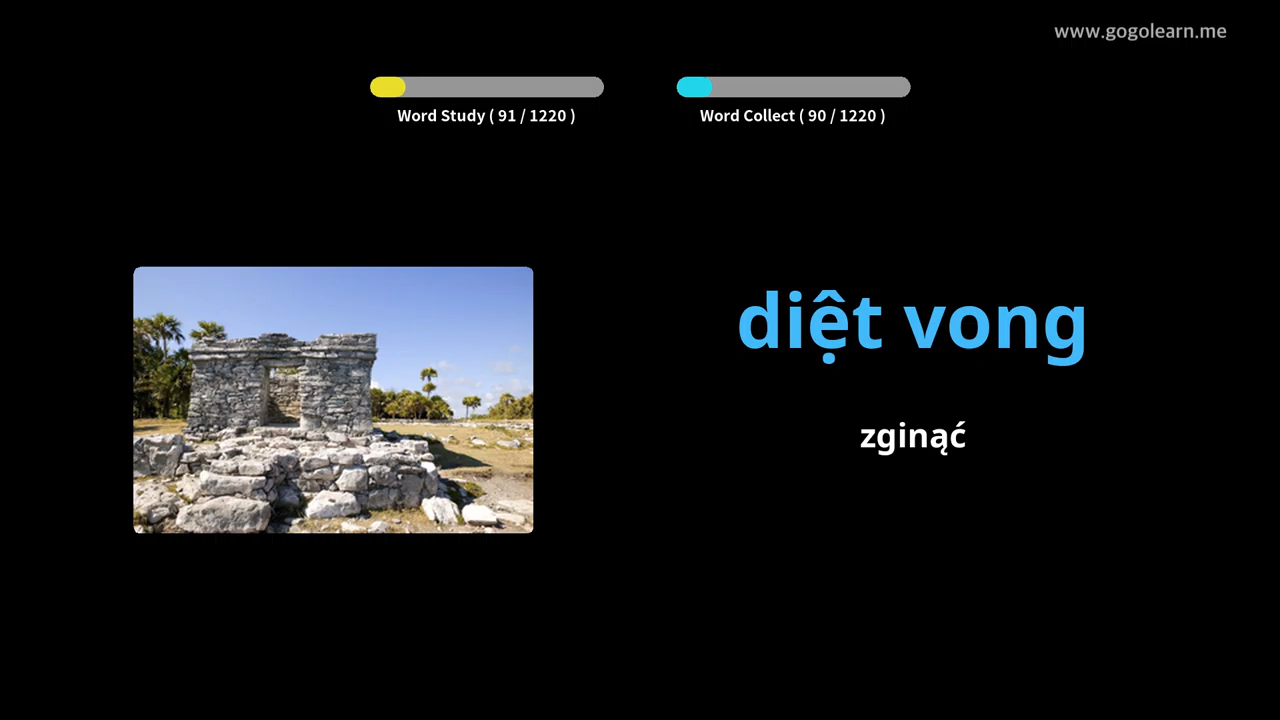 www.gogolearn.me
Word Study ( 91 / 1220 )
Word Collect ( 90 / 1220 )
diệt vong
zginąć